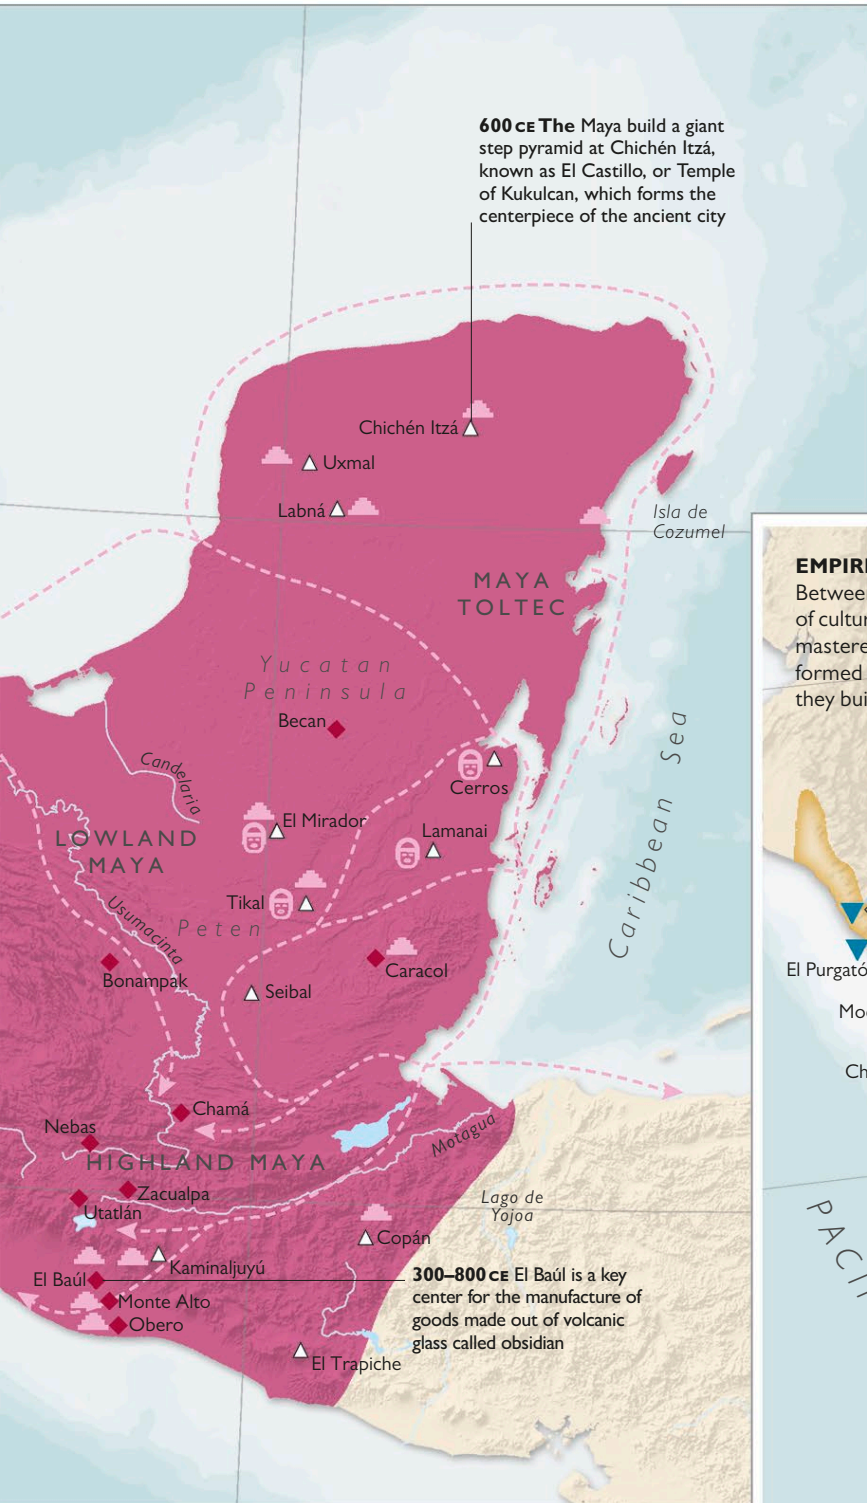 600 CE The Maya build a giant
step pyramid at Chichén Itzá,
known as El Castillo, or Temple
of Kukulcan, which forms the
centerpiece of the ancient city
Chichén Itzá
Uxmal
Labná
Isla de
Cozumel
MAYA
TOLTEC
EMPIR
Betwee
of cultur
mastere
formed
they bui
Yucatan
Peninsula
Becan
Candelaria
Cerros
Caribbean Sea
El Mirador
Lamanai
LOWLAND
MAYA
Tikal
Usumacinta
Peten
Caracol
Bonampak
Seibal
El Purgató
Mo
Ch
Chamá
Nebas
Motagua
HIGHLAND MAYA
Zacualpa
Utatlán
Lago de
Yojoa
PACI
Copán
Kaminaljuyú
El Baúl
300–800 CE El Baúl is a key
center for the manufacture of
goods made out of volcanic
glass called obsidian
Monte Alto
Obero
El Trapiche